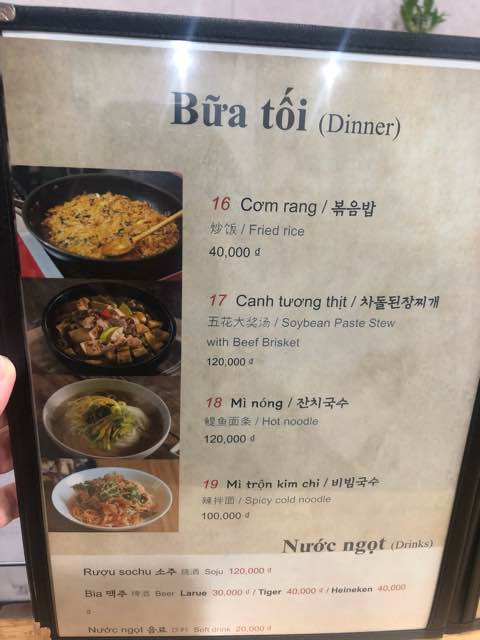 Bữa tối (Dinner)
16 Cơm rang / 볶음밥
炒饭 / Fried rice
40,000 đ
17 Canh tương thịt / 차돌된장찌개
五花大奖汤 / Soybean Paste Stew
with Beef Brisket
120,000 đ
18 Mì nóng / 잔치국수
鳀鱼面条 / Hot noodle
120,000 đ
19 Mì trộn kim chi / 비빔국수
辣拌面 / Spicy cold noodle
100,000 đ
Nước ngọt (Drinks)
Rượu sochu 소주 烧酒 Soju 120,000 đ
Bia 맥주 啤酒 Beer Larue 30,000 đ / Tiger 40,000 đ / Heineken 40,000
đ
Nước ngọt 음료 饮料 Soft drink 20,000 đ